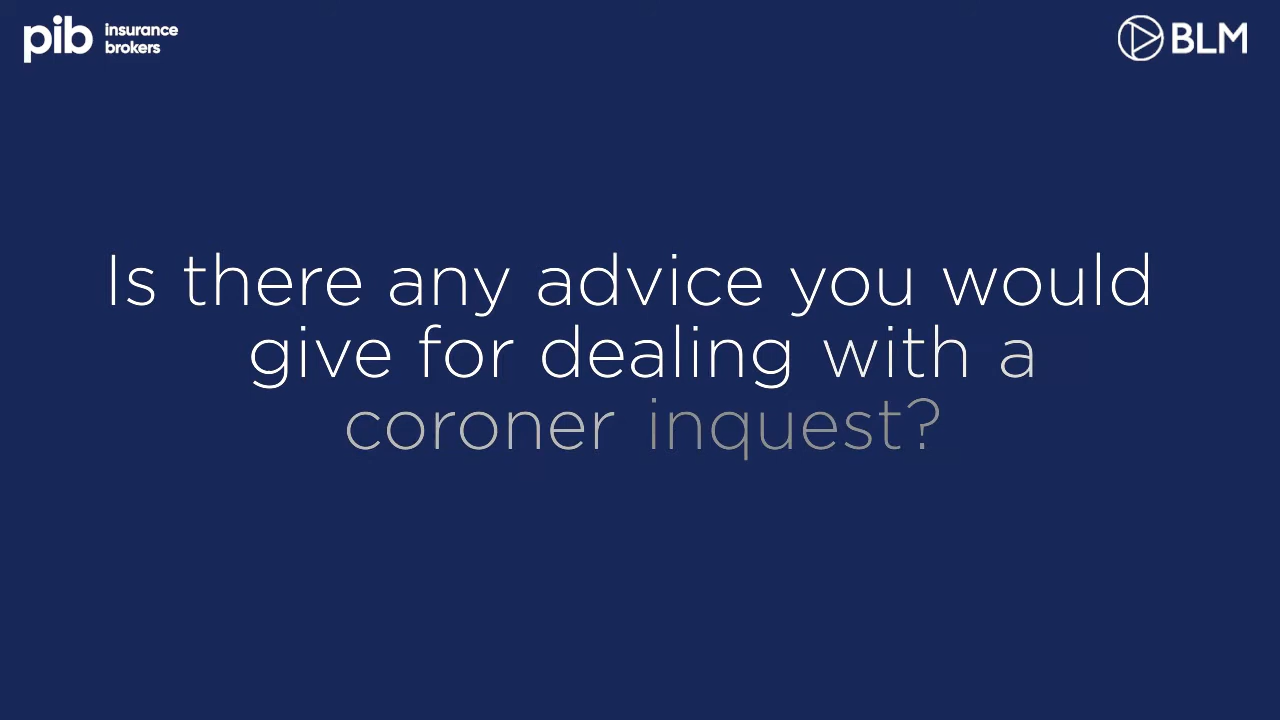 pib insurance brokers
BLM
Is there any advice you would
give for dealing with a
coroner inquest?